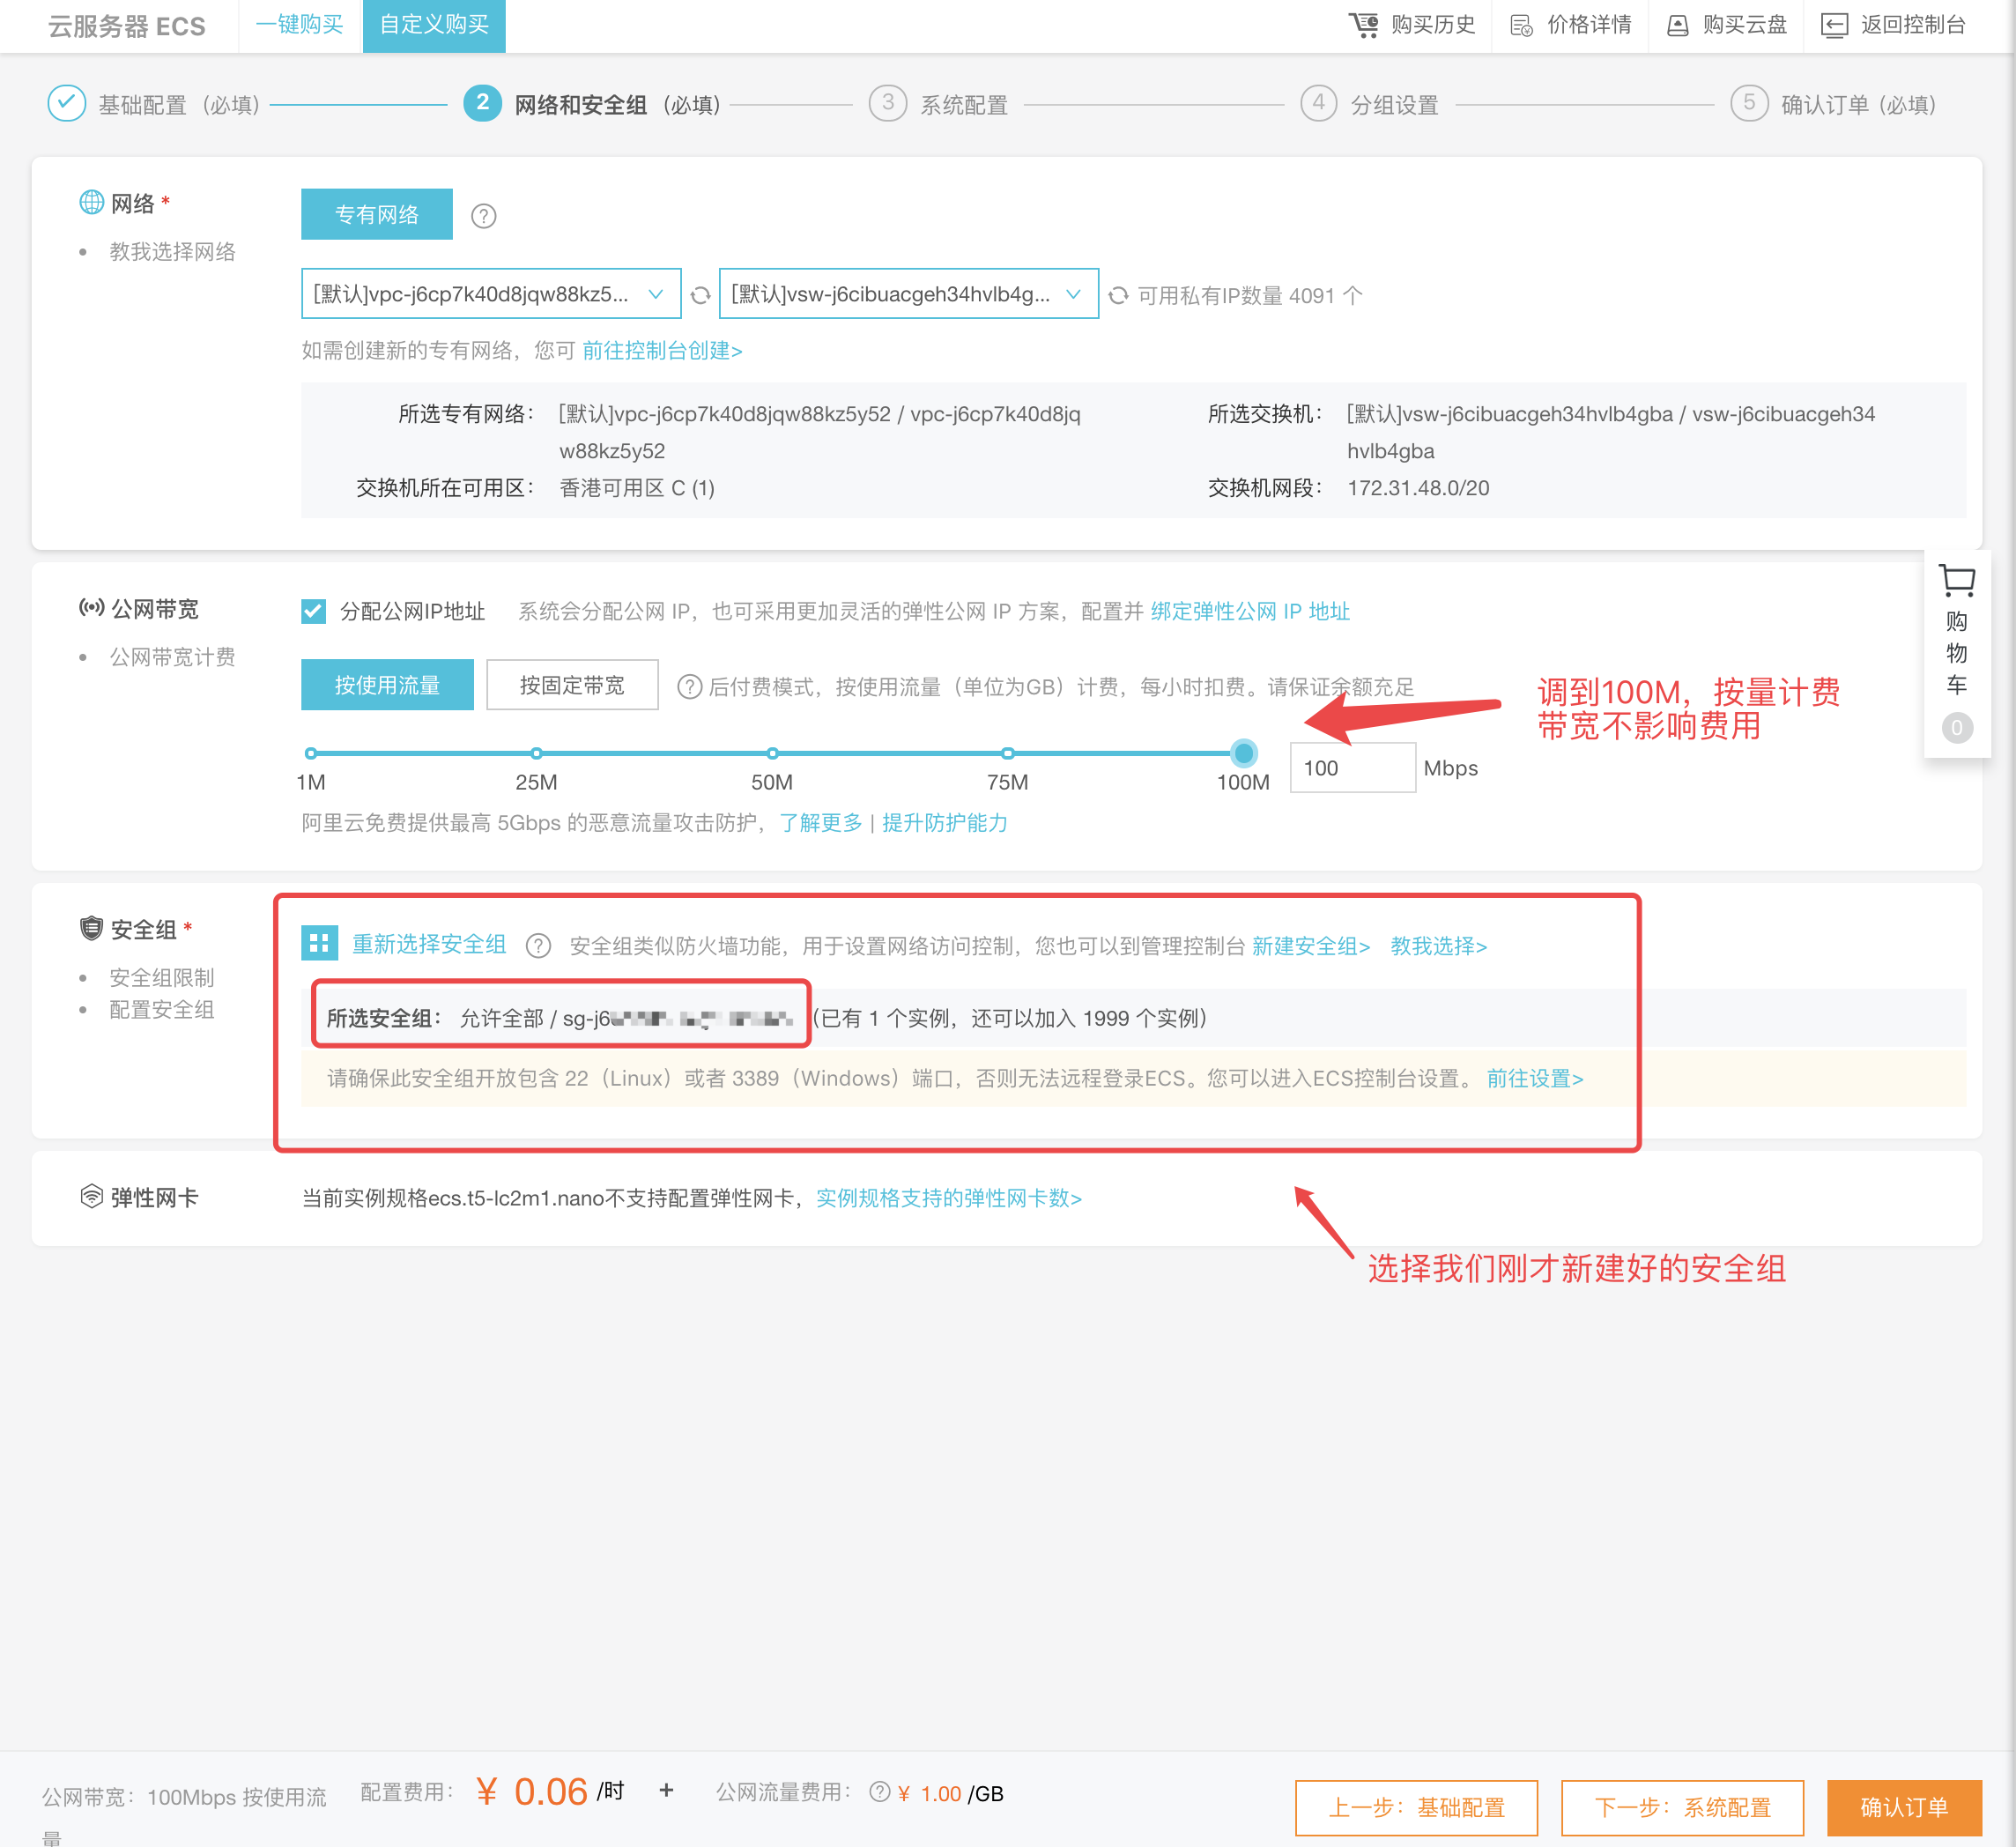 云服务器 ECS
一键购买
自定义购买
购买历史
价格详情
购买云盘
返回控制台
基础配置 （必填）
2 网络和安全组 （必填）
3 系统配置
4 分组设置
5 确认订单 (必填)
网络 *
专有网络
?
• 教我选择网络
[默认]vpc-j6cp7k40d8jqw88kz5...
[默认]vsw-j6cibuacgeh34hvlb4g...
可用私有IP数量 4091 个
如需创建新的专有网络，您可 前往控制台创建>
所选专有网络： [默认]vpc-j6cp7k40d8jqw88kz5y52 / vpc-j6cp7k40d8jq
w88kz5y52
所选交换机： [默认]vsw-j6cibuacgeh34hvlb4gba / vsw-j6cibuacgeh34
hvlb4gba
交换机所在可用区： 香港可用区 C (1)
交换机网段： 172.31.48.0/20
公网带宽
• 公网带宽计费
分配公网IP地址 系统会分配公网 IP，也可采用更加灵活的弹性公网 IP 方案，配置并 绑定弹性公网 IP 地址
按使用流量
按固定带宽
? 后付费模式，按使用流量（单位为GB）计费，每小时扣费。请保证余额充足
调到100M，按量计费
带宽不影响费用
1M
25M
50M
75M
100M
100 Mbps
阿里云免费提供最高 5Gbps 的恶意流量攻击防护， 了解更多 | 提升防护能力
购
物
车
0
安全组 *
• 安全组限制
• 配置安全组
重新选择安全组 ? 安全组类似防火墙功能，用于设置网络访问控制，您也可以到管理控制台 新建安全组> 教我选择>
所选安全组： 允许全部 / sg-j6 （已有 1 个实例，还可以加入 1999 个实例）
请确保此安全组开放包含 22（Linux）或者 3389（Windows）端口，否则无法远程登录ECS。您可以进入ECS控制台设置。 前往设置>
弹性网卡
当前实例规格ecs.t5-lc2m1.nano不支持配置弹性网卡， 实例规格支持的弹性网卡数>
选择我们刚才新建好的安全组
公网带宽：100Mbps 按使用流
量
配置费用： ¥ 0.06 /时 + 公网流量费用： ? ¥ 1.00 /GB
上一步：基础配置
下一步：系统配置
确认订单